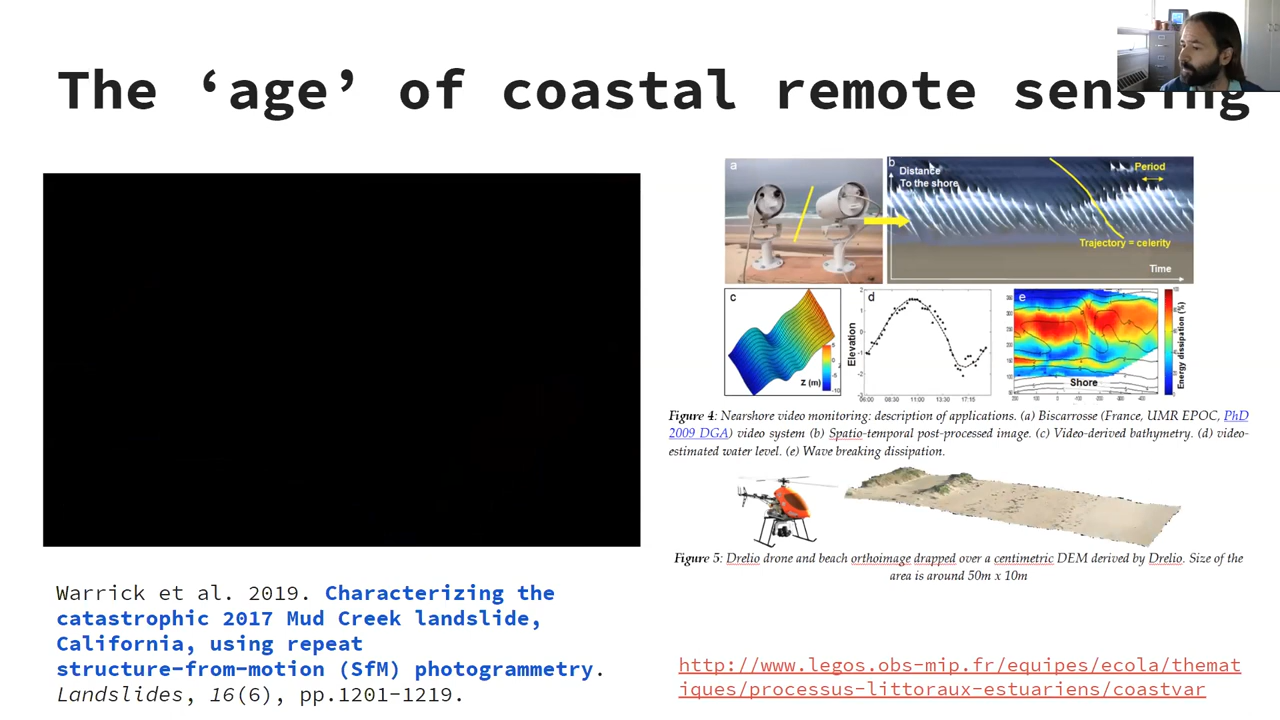 The ‘age’ of coastal remote sensing
a
b
Distance
To the shore
Period
Trajectory = celerity
Time
c
z (m)
d
Elevation
06:00 08:30 11:00 13:30 17:15
e
Shore
Energy dissipation (%)
Figure 4: Nearshore video monitoring: description of applications. (a) Biscarrosse (France, UMR EPOC, PhD
2009 DGA) video system (b) Spatio-temporal post-processed image. (c) Video-derived bathymetry. (d) video-
estimated water level. (e) Wave breaking dissipation.
Figure 5: Drelio drone and beach orthoimage drapped over a centimetric DEM derived by Drelio. Size of the
area is around 50m x 10m
Warrick et al. 2019. Characterizing the
catastrophic 2017 Mud Creek landslide,
California, using repeat
structure-from-motion (SfM) photogrammetry.
Landslides, 16(6), pp.1201-1219.
http://www.legos.obs-mip.fr/equipes/ecola/themat
iques/processus-littoraux-estuariens/coastvar